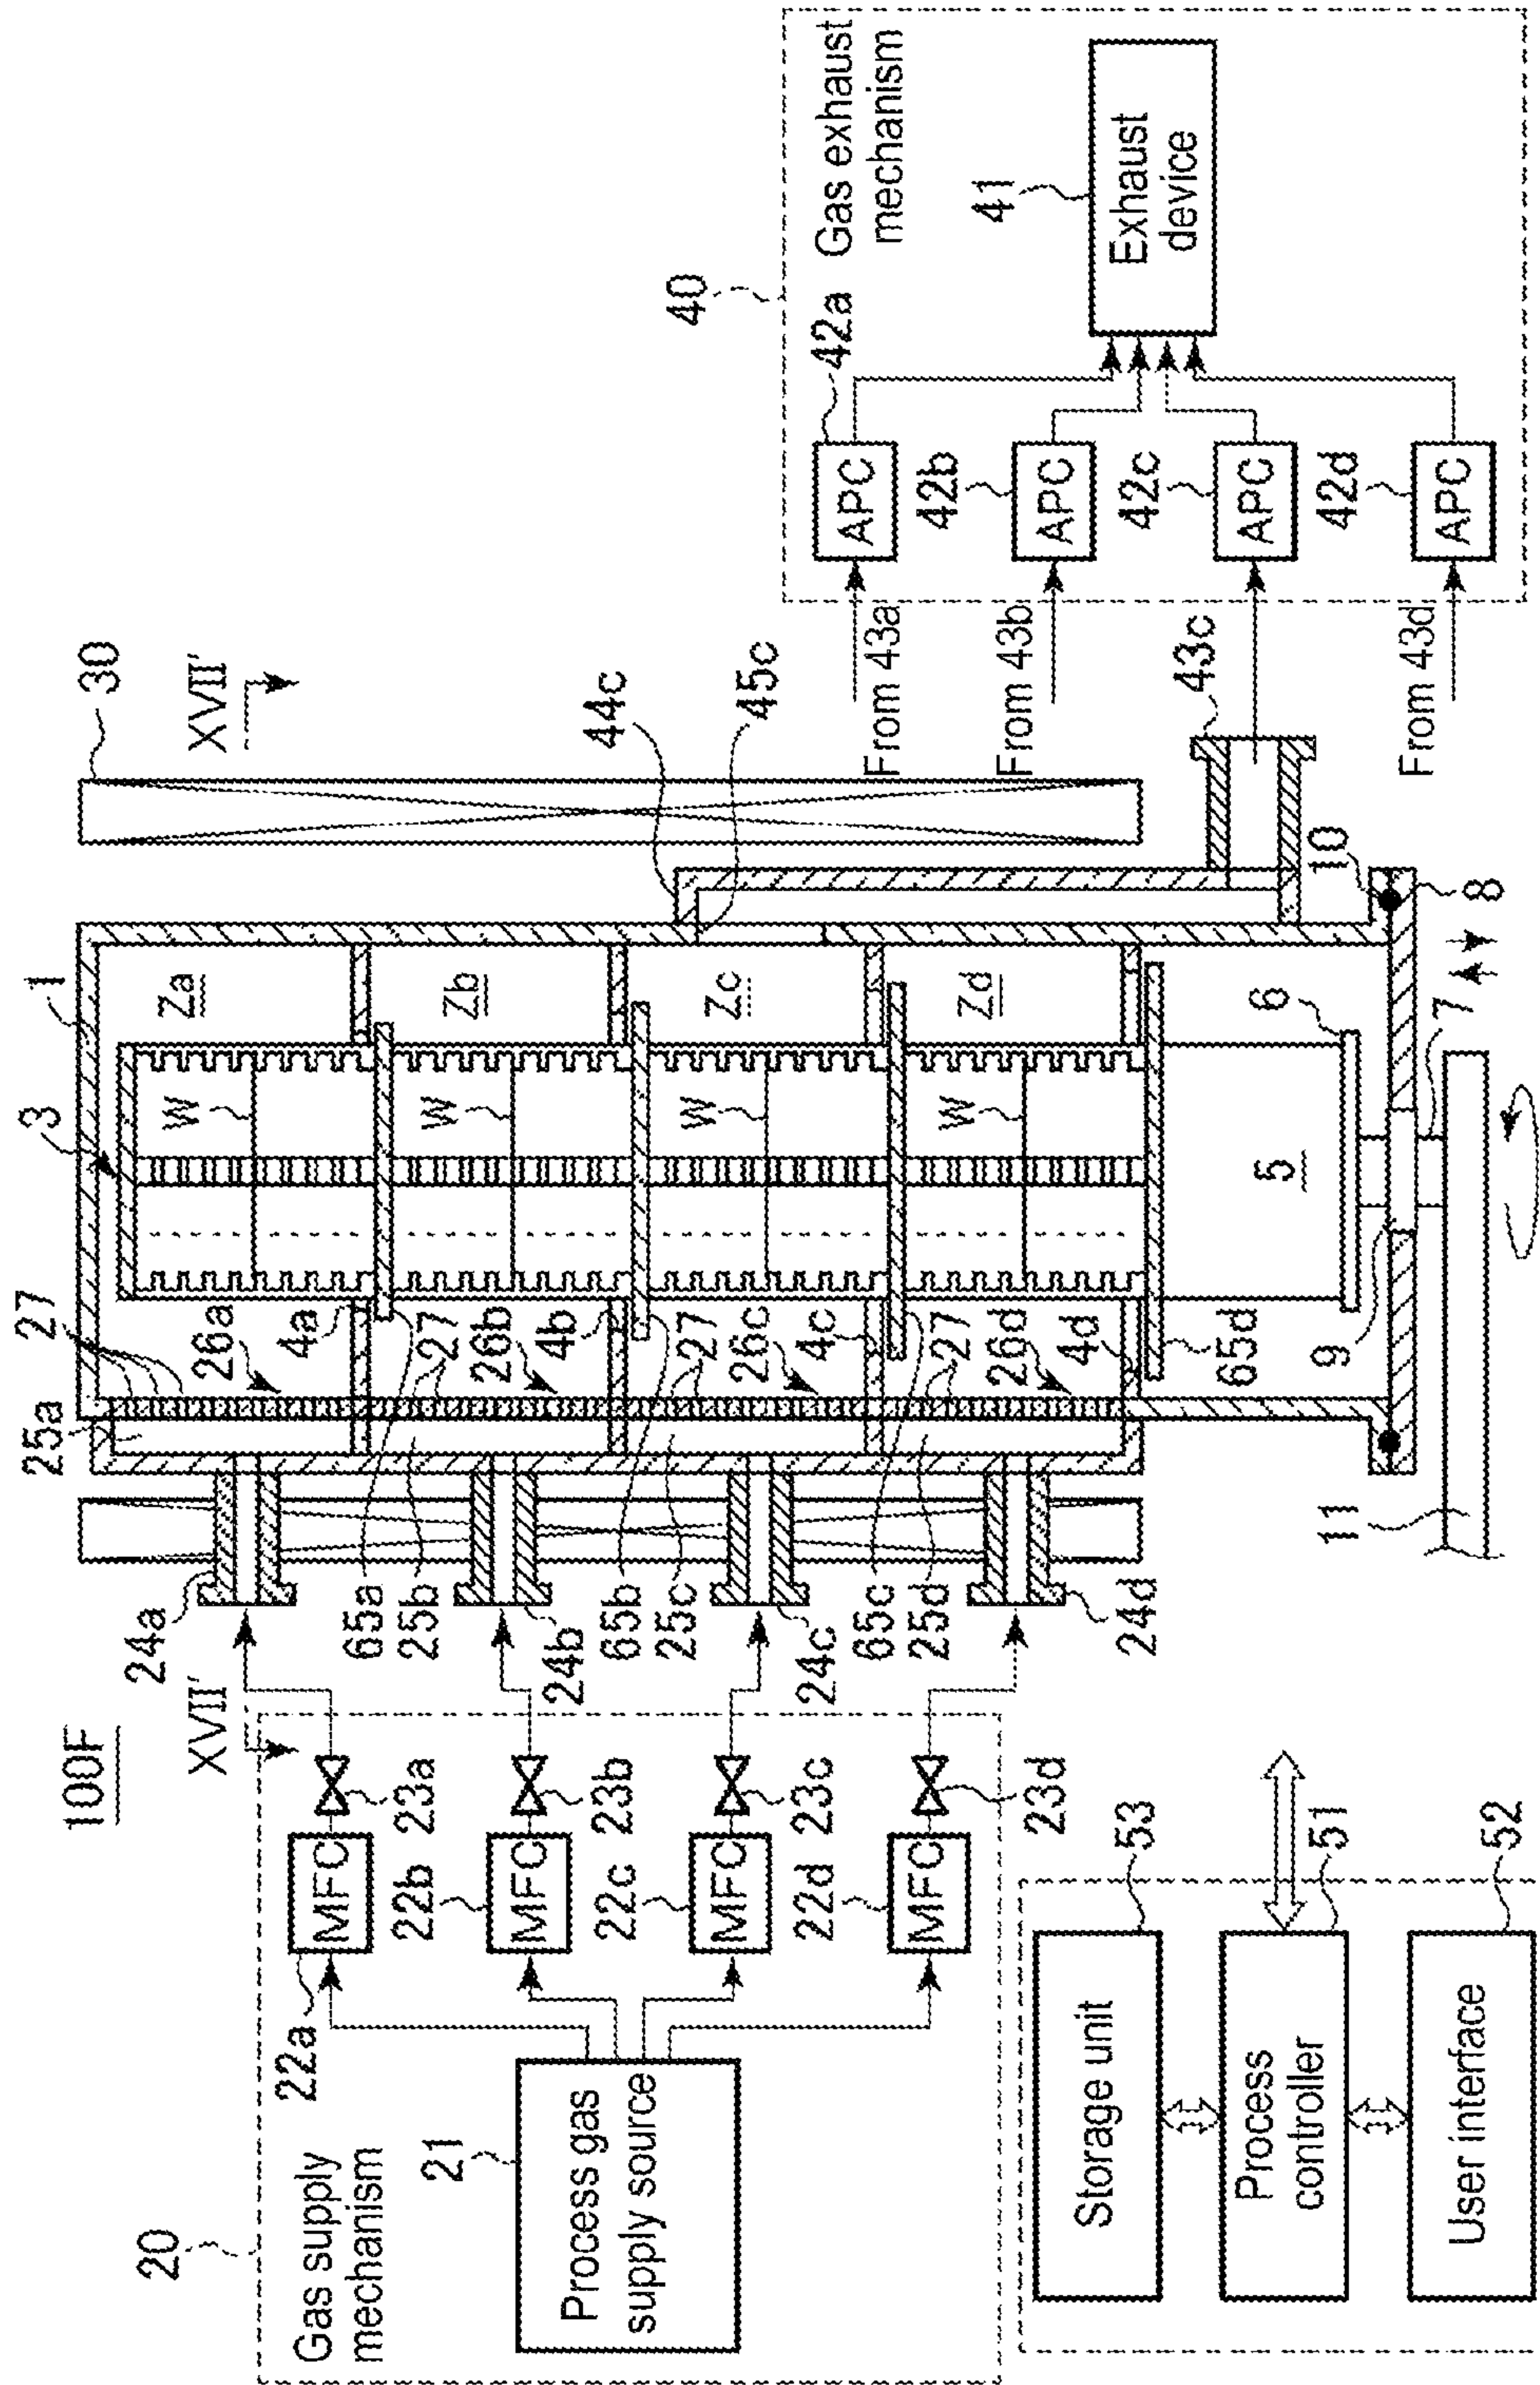 100F
XVII'
XVII'
20
Gas supply
mechanism
21
Process gas
supply source
22a
MFC
23a
22b
MFC
23b
22c
MFC
23c
22d
MFC
23d
24a
65a
25b
24b
65b
25c
24c
65c
25d
24d
25a
27
26a
4a
27
26b
4b
27
26c
4c
27
26d
4d
65d
3
1
W
W
W
W
Za
Zb
Zc
Zd
5
6
7
8
9
10
11
30
44c
45c
43c
40
42a
Gas exhaust
mechanism
41
Exhaust
device
APC
42b
APC
42c
APC
42d
APC
From 43a
From 43b
From 43d
53
Storage unit
51
Process
controller
52
User interface